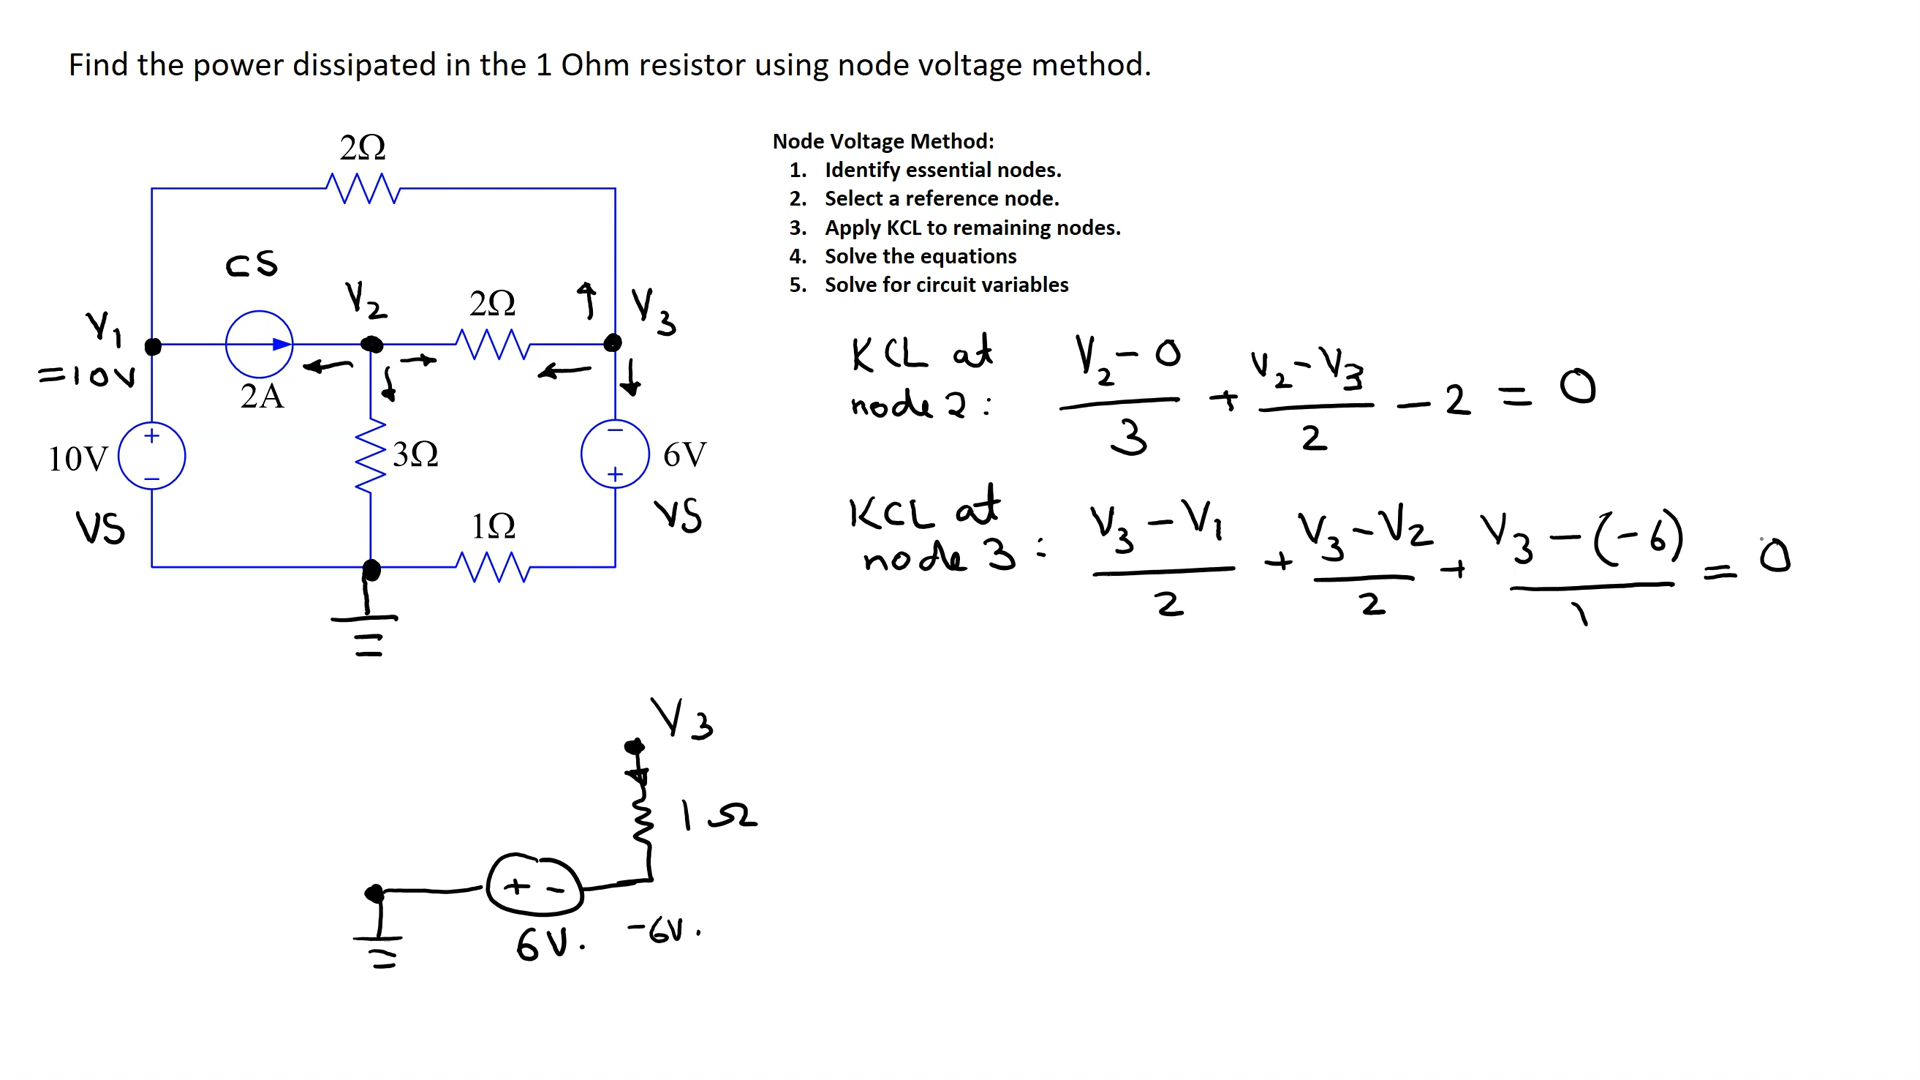 Find the power dissipated in the 1 Ohm resistor using node voltage method.
Node Voltage Method:
1. Identify essential nodes.
2. Select a reference node.
3. Apply KCL to remaining nodes.
4. Solve the equations
5. Solve for circuit variables
2Ω
CS
V₂
2Ω
V₃
V₁
=10V
2A
10V
+
−
3Ω
−
+
6V
VS
1Ω
VS
KCL at node 2: (V₂ − 0)/3 + (V₂ − V₃)/2 − 2 = 0
KCL at node 3: (V₃ − V₁)/2 + (V₃ − V₂)/2 + (V₃ − (−6))/1 = 0
V₃
1Ω
+ −
6V.
−6V.